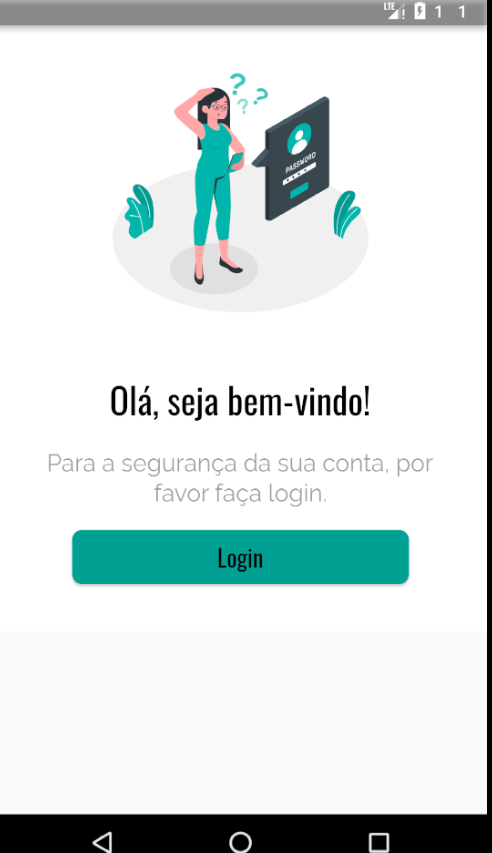 LTE 1 1
? ? ?
PASSWORD
****
Olá, seja bem-vindo!
Para a segurança da sua conta, por
favor faça login.
Login